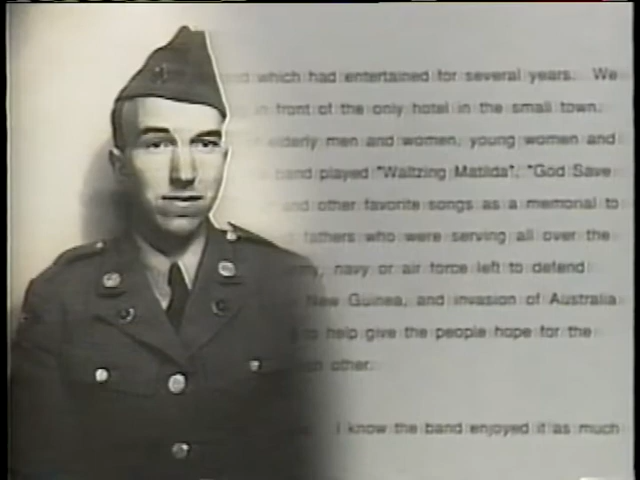 which had entertained for several years. We
in front of the only hotel in the small town.
elderly men and women, young women and
band played "Waltzing Matilda", "God Save
and other favorite songs as a memorial to
fathers who were serving all over the
navy or air force left to defend
New Guinea, and invasion of Australia
to help give the people hope for the
other.
I know the band enjoyed it as much